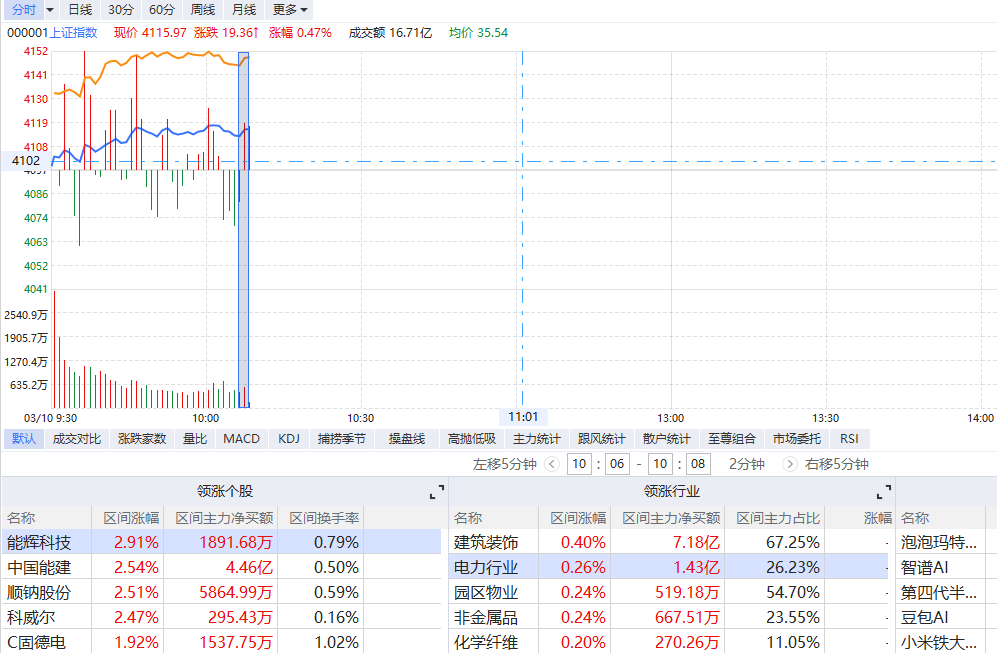 分时 日线 30分 60分 周线 月线 更多
000001上证指数 现价 4115.97 涨跌 19.36↑ 涨幅 0.47% 成交额 16.71亿 均价 35.54
4152
4141
4130
4119
4108
4102
4097
4086
4074
4063
4052
4041
2540.9万
1905.7万
1270.4万
635.2万
03/10 9:30 10:00 10:30 11:01 13:00 13:30 14:00
默认 成交对比 涨跌家数 量比 MACD KDJ 捕捞季节 操盘线 高抛低吸 主力统计 跟风统计 散户统计 至尊组合 市场委托 RSI
左移5分钟 10 : 06 - 10 : 08 2分钟 右移5分钟
领涨个股 领涨行业
名称 区间涨幅 区间主力净买额 区间换手率 名称 区间涨幅 区间主力净买额 区间主力占比 涨幅 名称
能辉科技 2.91% 1891.68万 0.79% 建筑装饰 0.40% 7.18亿 67.25% - 泡泡玛特...
中国能建 2.54% 4.46亿 0.50% 电力行业 0.26% 1.43亿 26.23% - 智谱AI
顺钠股份 2.51% 5864.99万 0.59% 园区物业 0.24% 519.18万 54.70% - 第四代半...
科威尔 2.47% 295.43万 0.16% 非金属品 0.24% 667.51万 23.55% - 豆包AI
C固德电 1.92% 1537.75万 1.02% 化学纤维 0.20% 270.26万 11.05% - 小米铁大...